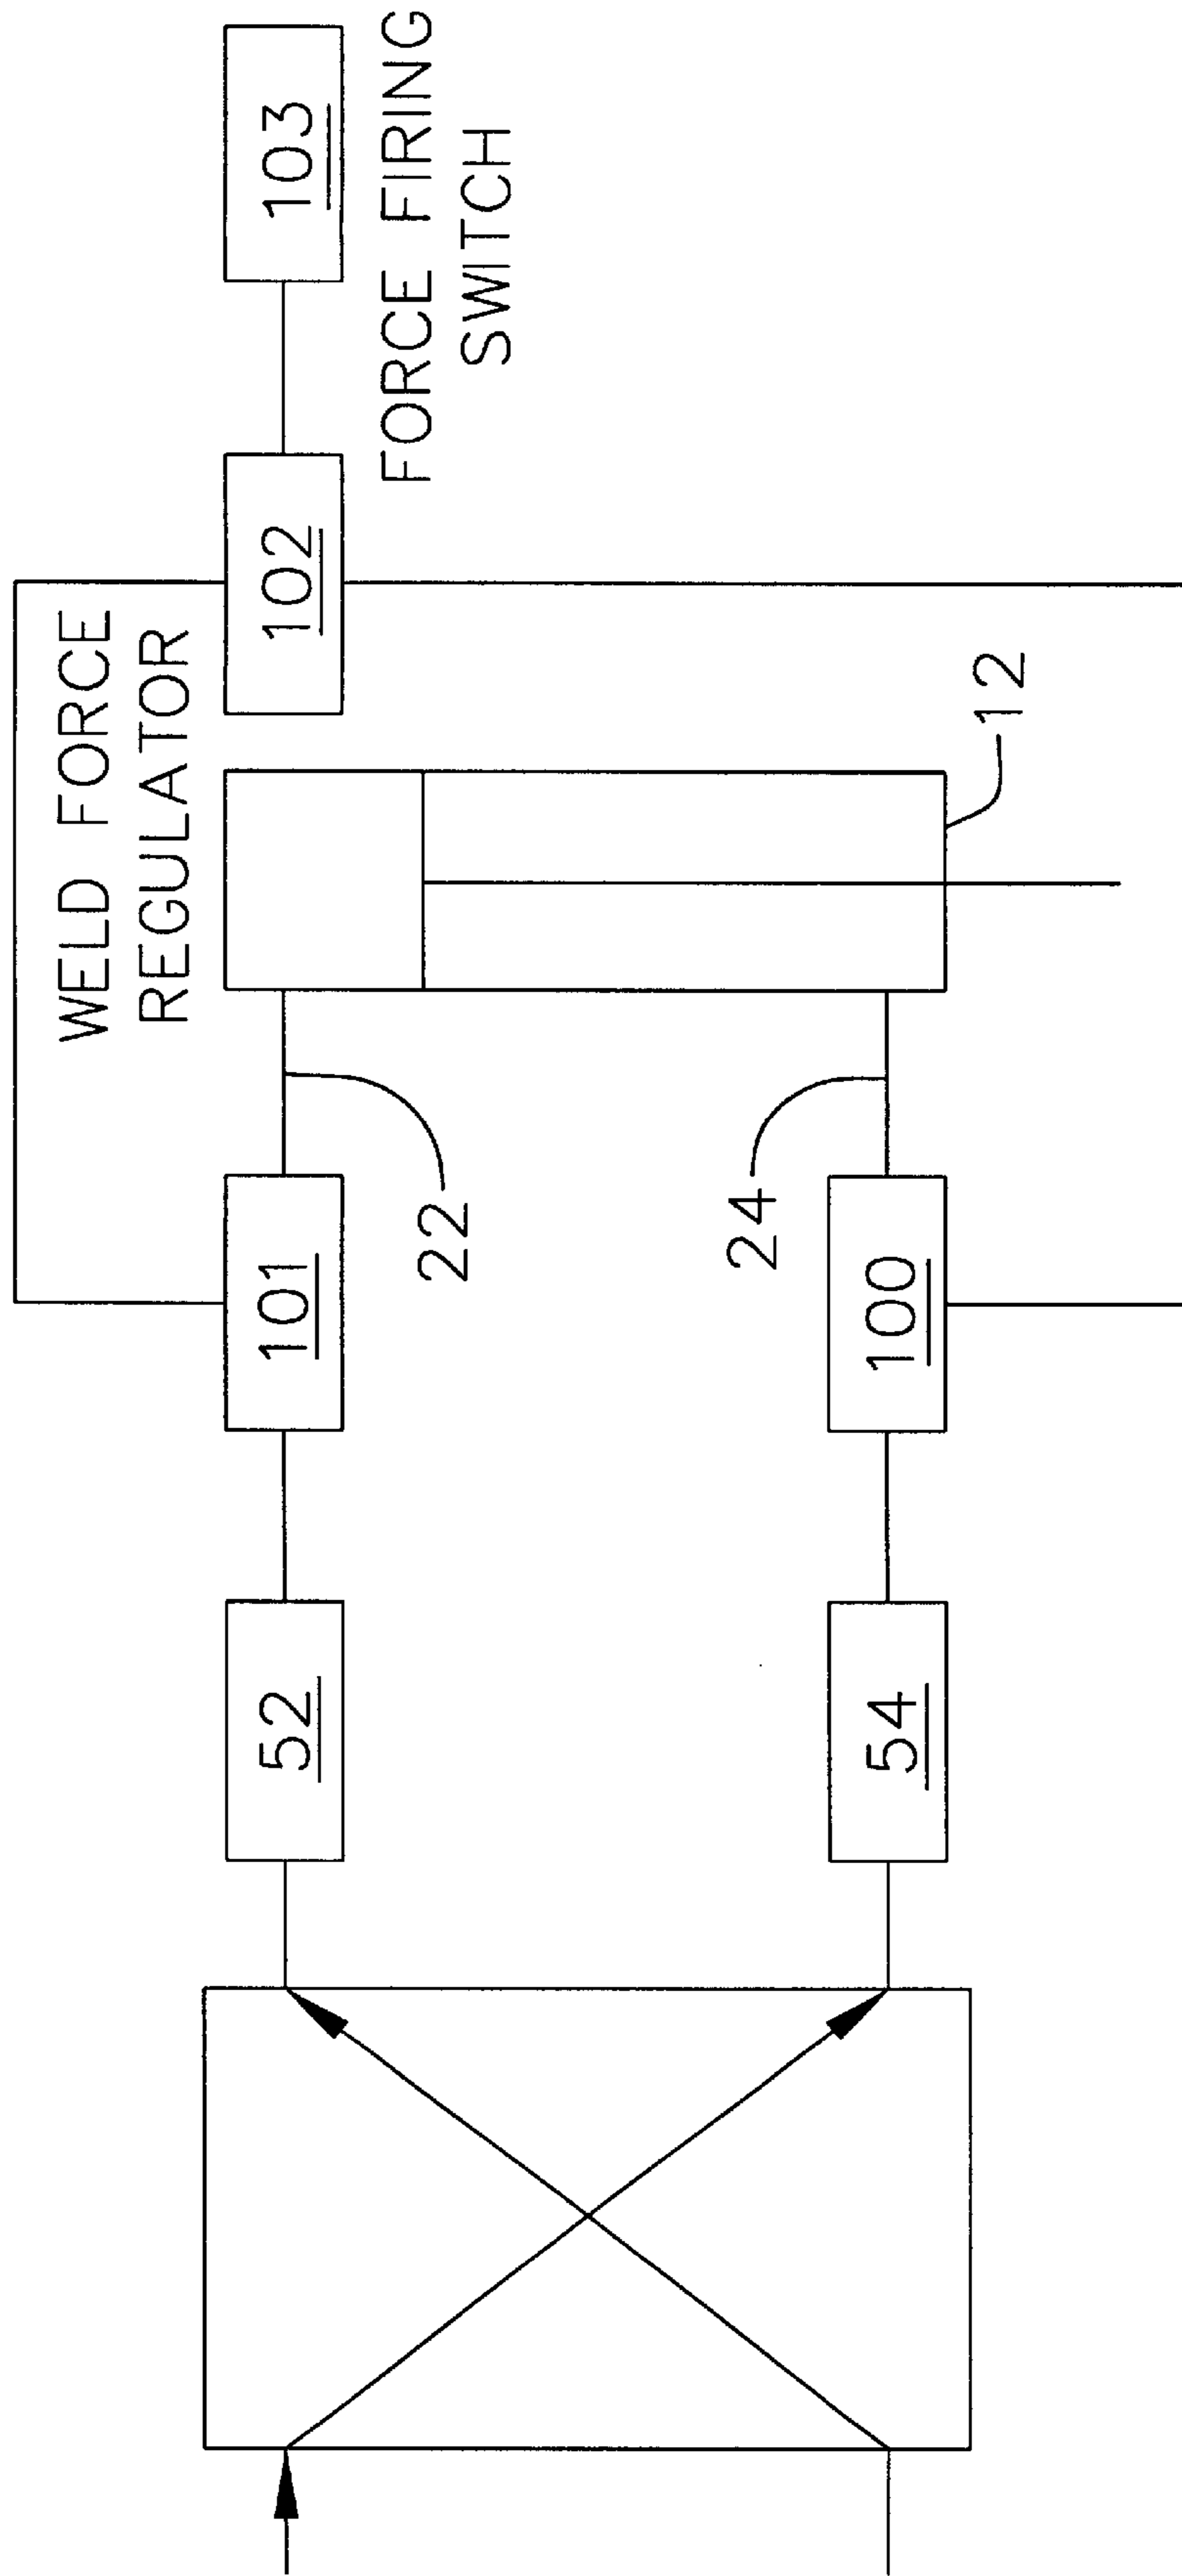 WELD FORCE
REGULATOR
103
FORCE FIRING
SWITCH
102
12
22
101
24
100
52
54